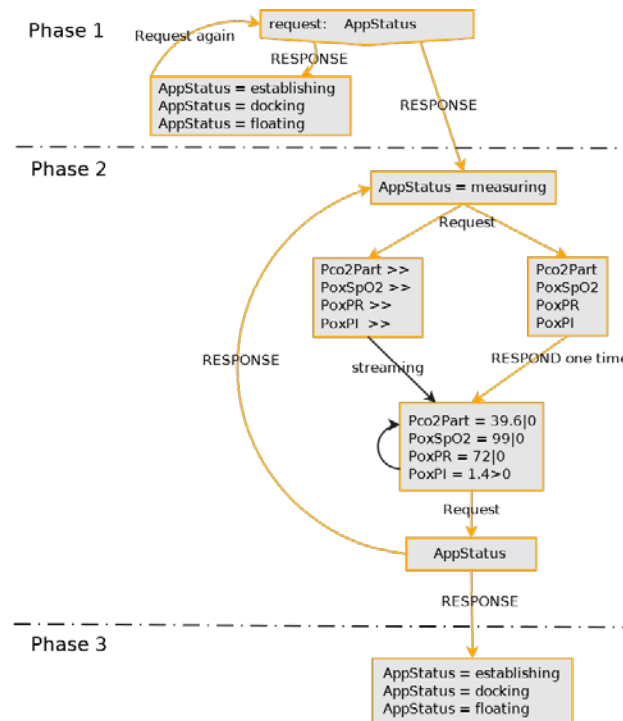 Phase 1
request:    AppStatus
Request again
RESPONSE
AppStatus = establishing
AppStatus = docking
AppStatus = floating
RESPONSE
Phase 2
AppStatus = measuring
Request
Pco2Part >>
PoxSpO2 >>
PoxPR >>
PoxPI >>
Pco2Part
PoxSpO2
PoxPR
PoxPI
RESPONSE
streaming
RESPOND one time
Pco2Part = 39.6|0
PoxSpO2 = 99|0
PoxPR = 72|0
PoxPI = 1.4>0
Request
AppStatus
RESPONSE
Phase 3
AppStatus = establishing
AppStatus = docking
AppStatus = floating